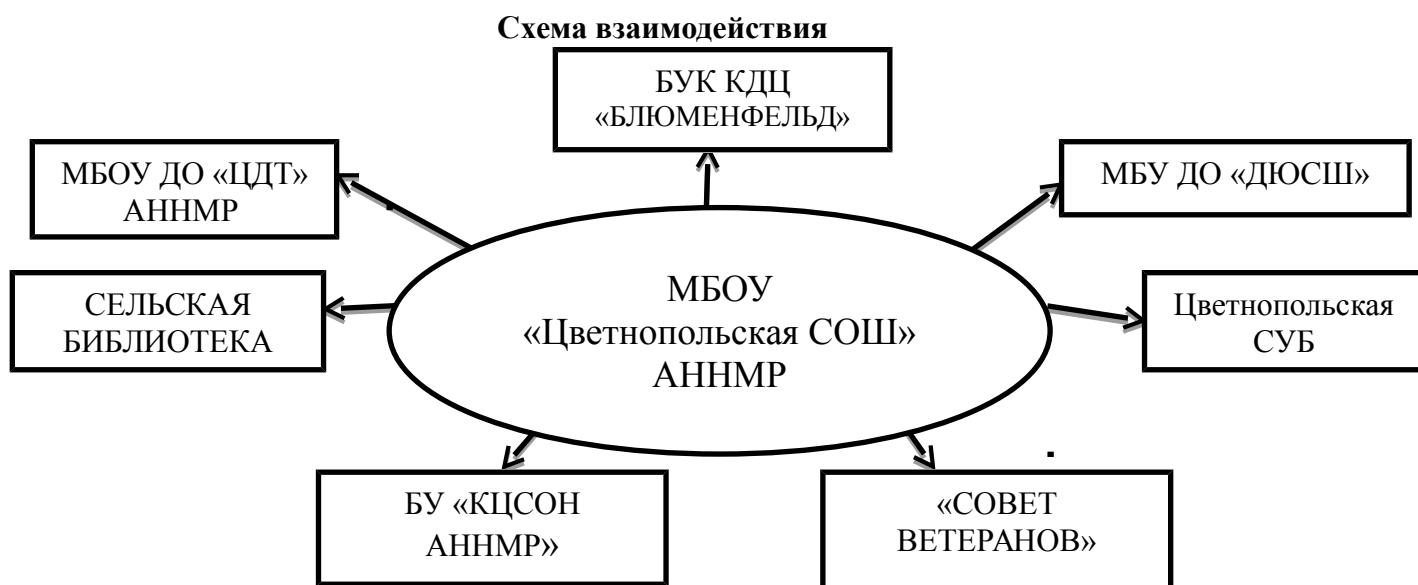 Схема взаимодействия
БУК КДЦ
«БЛЮМЕНФЕЛЬД»
МБОУ ДО «ЦДТ»
АННМР
МБУ ДО «ДЮСШ»
СЕЛЬСКАЯ
БИБЛИОТЕКА
МБОУ
«Цветнопольская СОШ»
АННМР
Цветнопольская
СУБ
БУ «КЦСОН
АННМР»
«СОВЕТ
ВЕТЕРАНОВ»